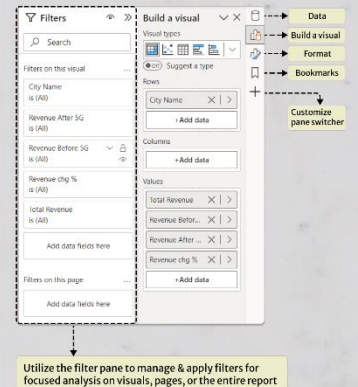 Filters
Search
Filters on this visual
...
City Name
is (All)
Revenue After 5G
is (All)
Revenue Before 5G
is (All)
Revenue chg %
is (All)
Total Revenue
is (All)
Add data fields here
Filters on this page
...
Add data fields here
Build a visual
Visual types
Off Suggest a type
Rows
City Name
+Add data
Columns
+Add data
Values
Total Revenue
Revenue Befor...
Revenue After ...
Revenue chg %
+Add data
Data
Build a visual
Format
Bookmarks
Customize
pane switcher
Utilize the filter pane to manage & apply filters for
focused analysis on visuals, pages, or the entire report